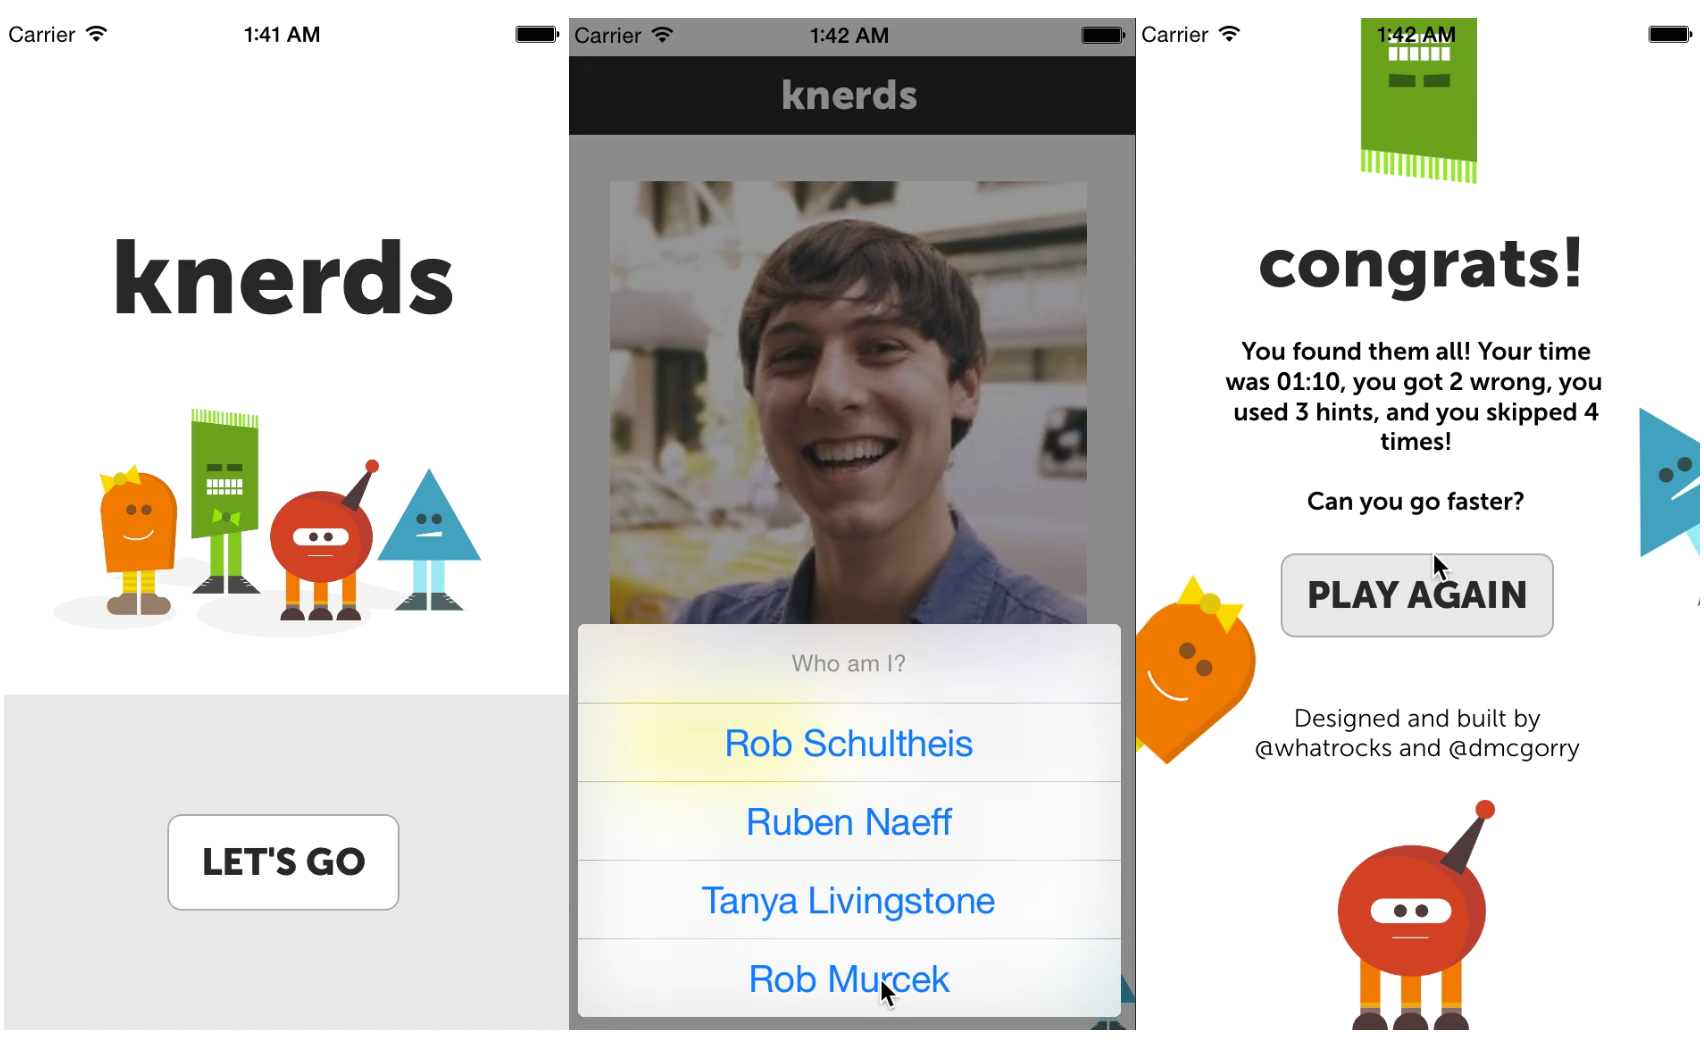 Carrier 1:41 AM
knerds
LET'S GO
Carrier 1:42 AM
knerds
Who am I?
Rob Schultheis
Ruben Naeff
Tanya Livingstone
Rob Murcek
Carrier 1:42 AM
congrats!
You found them all! Your time
was 01:10, you got 2 wrong, you
used 3 hints, and you skipped 4
times!
Can you go faster?
PLAY AGAIN
Designed and built by
@whatrocks and @dmcgorry